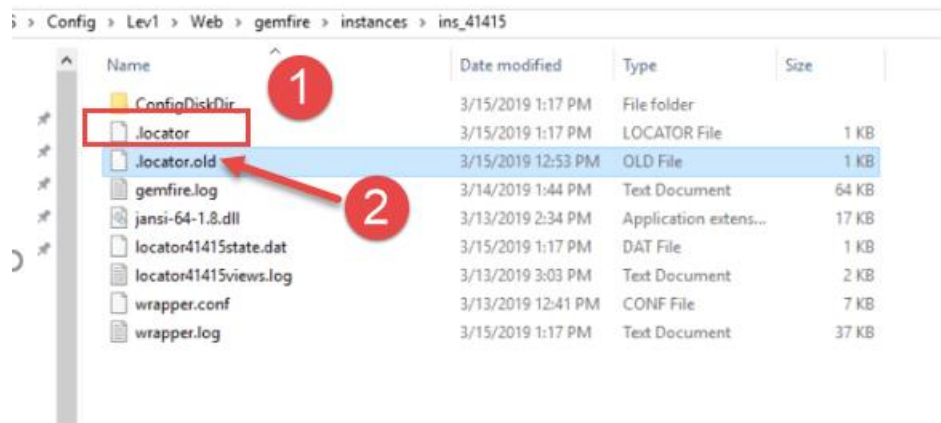 Config > Lev1 > Web > gemfire > instances > ins_41415
Name Date modified Type Size
1
ConfigDiskDir 3/15/2019 1:17 PM File folder
.locator 3/15/2019 1:17 PM LOCATOR File 1 KB
.locator.old 3/15/2019 12:53 PM OLD File 1 KB
2
gemfire.log 3/14/2019 1:44 PM Text Document 64 KB
jansi-64-1.8.dll 3/13/2019 2:34 PM Application extens... 17 KB
locator41415state.dat 3/15/2019 1:17 PM DAT File 1 KB
locator41415views.log 3/13/2019 3:03 PM Text Document 2 KB
wrapper.conf 3/13/2019 12:41 PM CONF File 7 KB
wrapper.log 3/15/2019 1:17 PM Text Document 37 KB